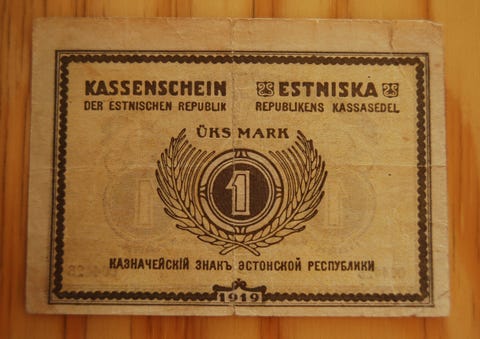 KASSENSCHEIN
DER ESTNISCHEN REPUBLIK
ESTNISKA
REPUBLIKENS KASSASEDEL
ÜKS MARK
1
КАЗНАЧЕЙСКІЙ ЗНАКЪ ЭСТОНСКОЙ РЕСПУБЛИКИ
1919